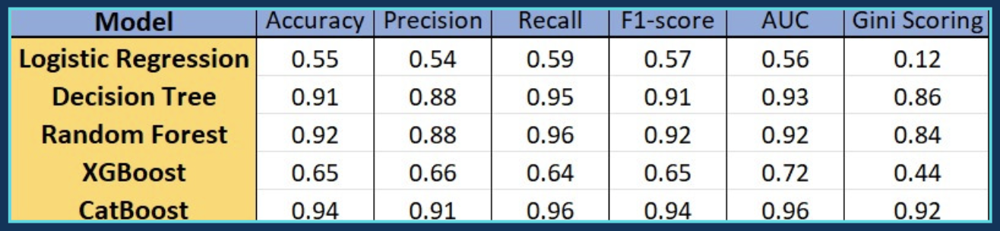 Model Accuracy Precision Recall F1-score AUC Gini Scoring
Logistic Regression 0.55 0.54 0.59 0.57 0.56 0.12
Decision Tree 0.91 0.88 0.95 0.91 0.93 0.86
Random Forest 0.92 0.88 0.96 0.92 0.92 0.84
XGBoost 0.65 0.66 0.64 0.65 0.72 0.44
CatBoost 0.94 0.91 0.96 0.94 0.96 0.92